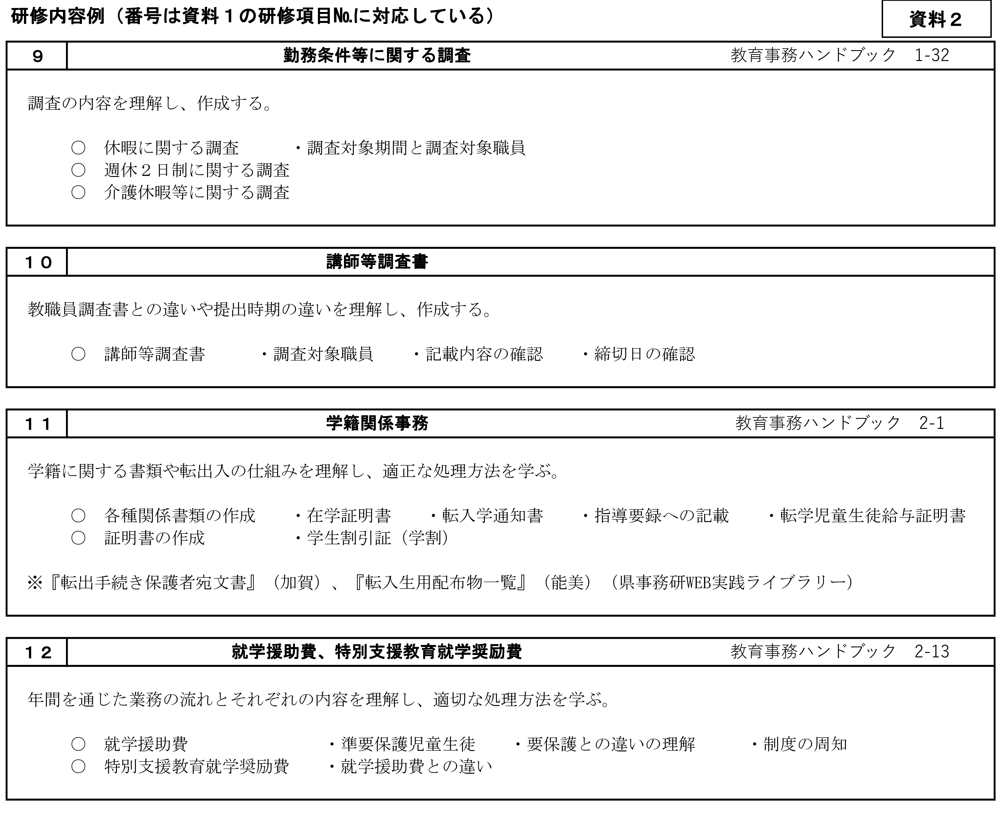 研修内容例（番号は資料１の研修項目№に対応している）
資料２
９　勤務条件等に関する調査　教育事務ハンドブック　1-32
調査の内容を理解し、作成する。
○　休暇に関する調査　・調査対象期間と調査対象職員
○　週休２日制に関する調査
○　介護休暇等に関する調査
１０　講師等調査書
教職員調査書との違いや提出時期の違いを理解し、作成する。
○　講師等調査書　・調査対象職員　・記載内容の確認　・締切日の確認
１１　学籍関係事務　教育事務ハンドブック　2-1
学籍に関する書類や転出入の仕組みを理解し、適正な処理方法を学ぶ。
○　各種関係書類の作成　・在学証明書　・転入学通知書　・指導要録への記載　・転学児童生徒給与証明書
○　証明書の作成　・学生割引証（学割）
※『転出手続き保護者宛文書』（加賀）、『転入生用配布物一覧』（能美）（県事務研WEB実践ライブラリー）
１２　就学援助費、特別支援教育就学奨励費　教育事務ハンドブック　2-13
年間を通じた業務の流れとそれぞれの内容を理解し、適切な処理方法を学ぶ。
○　就学援助費　・準要保護児童生徒　・要保護との違いの理解　・制度の周知
○　特別支援教育就学奨励費　・就学援助費との違い